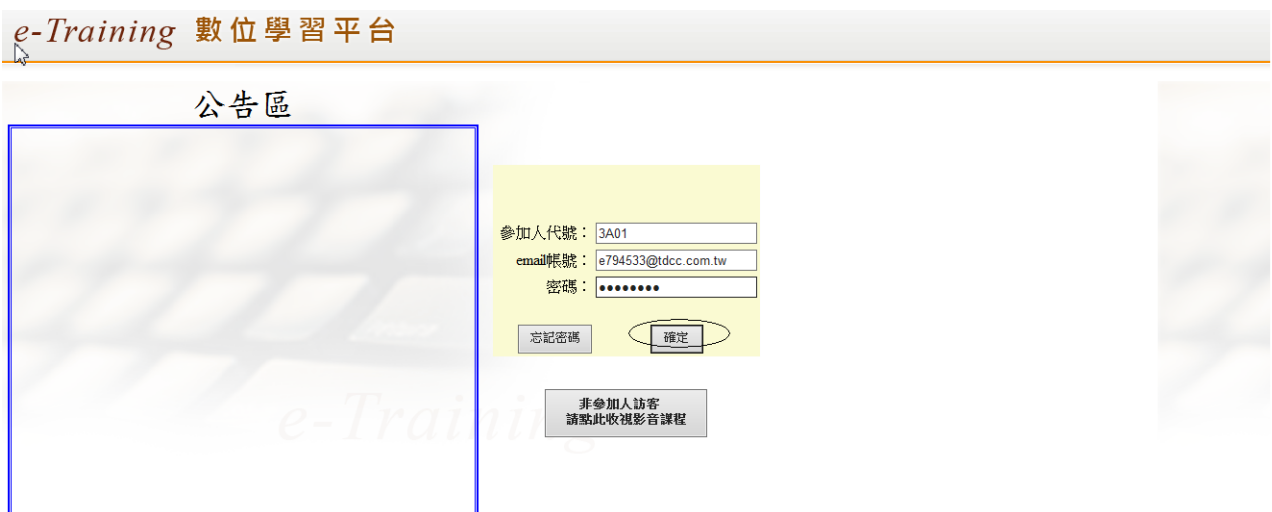 e-Training 數位學習平台
公告區
參加人代號： 3A01
email帳號： e794533@tdcc.com.tw
密碼： ••••••••
忘記密碼 確定
非參加人訪客
請點此收視影音課程
e-Training